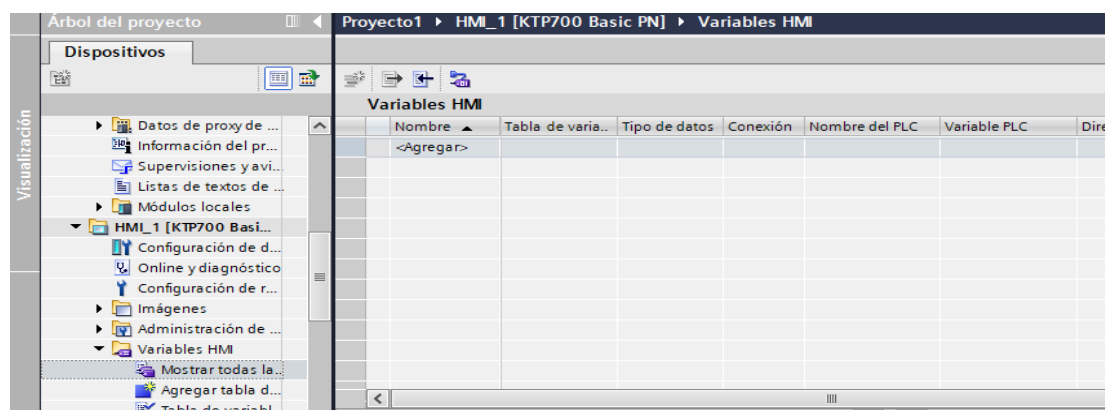 Árbol del proyecto
Proyecto1 HMI_1 [KTP700 Basic PN] Variables HMI
Dispositivos
Visualización
Variables HMI
Nombre Tabla de varia.. Tipo de datos Conexión Nombre del PLC Variable PLC Dire
<Agregar>
Datos de proxy de ...
Información del pr...
Supervisiones y avi...
Listas de textos de ...
Módulos locales
HMI_1 [KTP700 Basi...
Configuración de d...
Online y diagnóstico
Configuración de r...
Imágenes
Administración de ...
Variables HMI
Mostrar todas la...
Agregar tabla d...
Tabla de variabl...